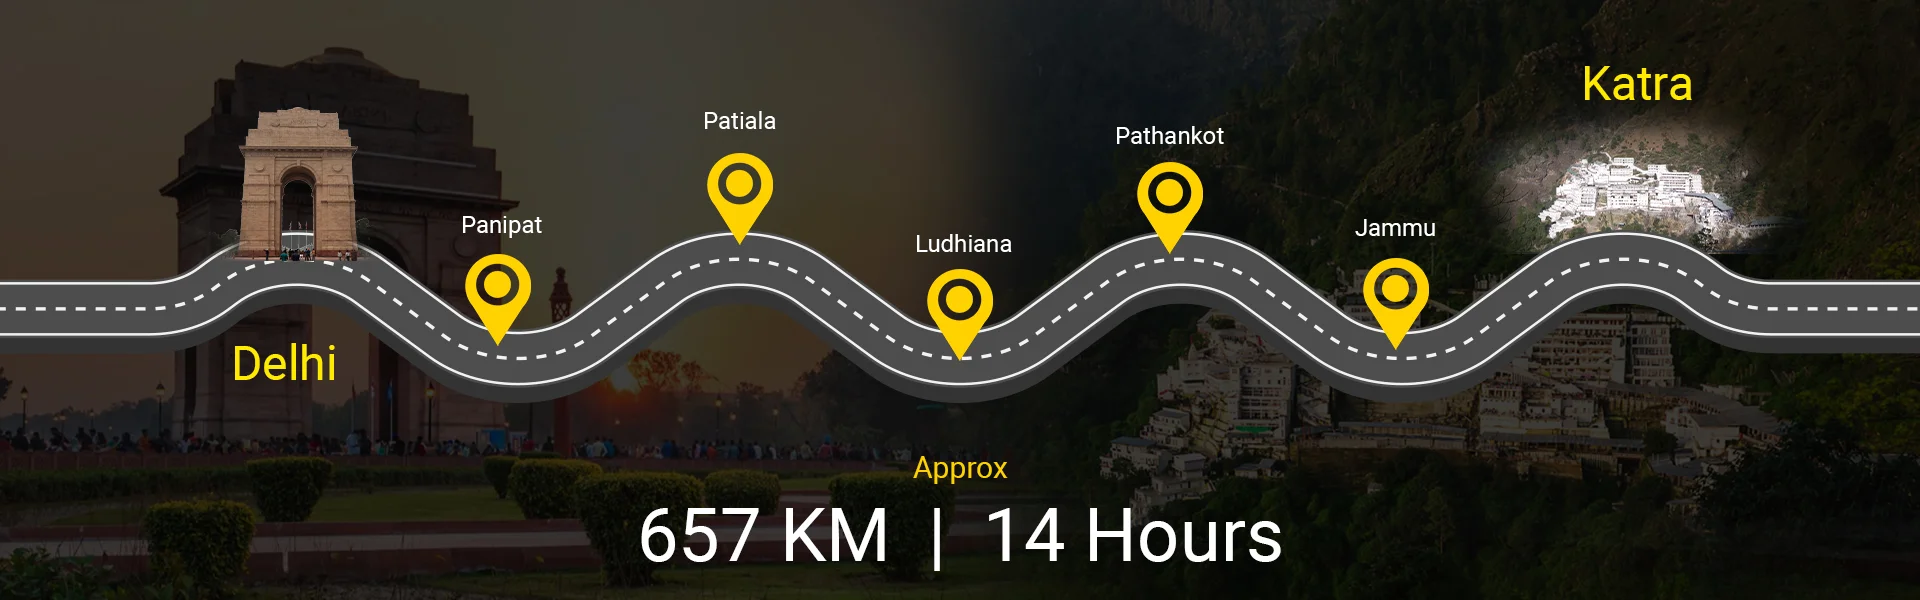 Katra
Patiala
Pathankot
Panipat
Jammu
Ludhiana
Delhi
Approx
657 KM | 14 Hours